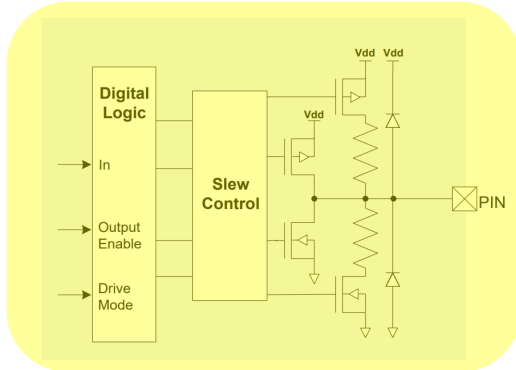 Vdd Vdd
Digital
Logic
Vdd
In
Slew
Control
PIN
Output
Enable
Drive
Mode